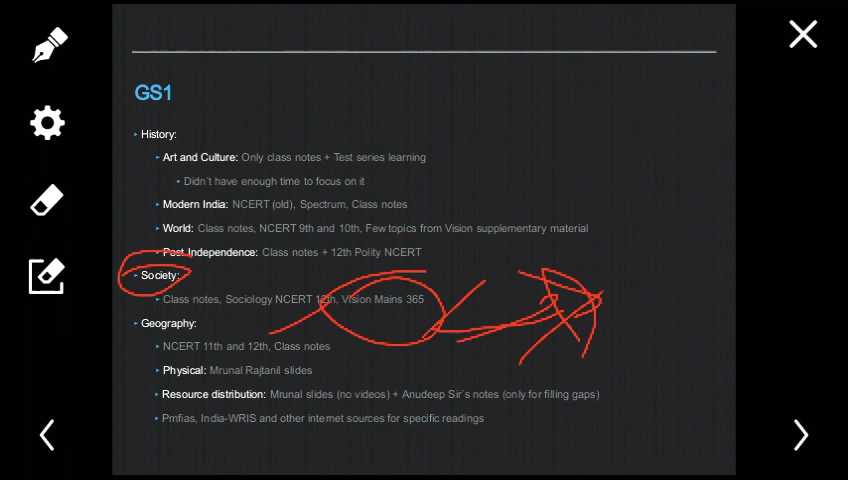 GS1
History:
Art and Culture: Only class notes + Test series learning
Didn't have enough time to focus on it
Modern India: NCERT (old), Spectrum, Class notes
World: Class notes, NCERT 9th and 10th, Few topics from Vision supplementary material
Post Independence: Class notes + 12th Polity NCERT
Society:
Class notes, Sociology NCERT 12th, Vision Mains 365
Geography:
NCERT 11th and 12th, Class notes
Physical: Mrunal Rajtanil slides
Resource distribution: Mrunal slides (no videos) + Anudeep Sir's notes (only for filling gaps)
Pmfias, India-WRIS and other internet sources for specific readings